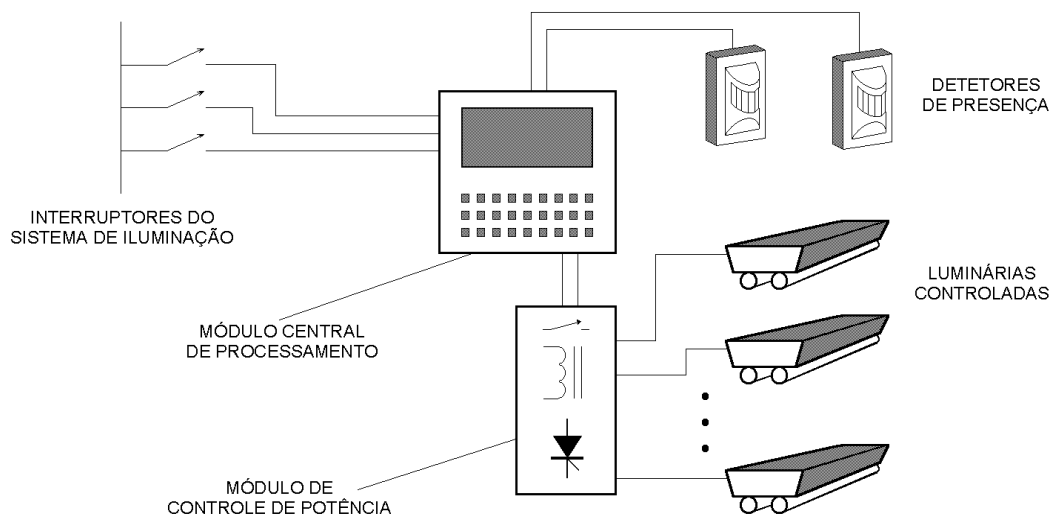 DETETORES
DE PRESENÇA
INTERRUPTORES DO
SISTEMA DE ILUMINAÇÃO
LUMINÁRIAS
CONTROLADAS
MÓDULO CENTRAL
DE PROCESSAMENTO
MÓDULO DE
CONTROLE DE POTÊNCIA